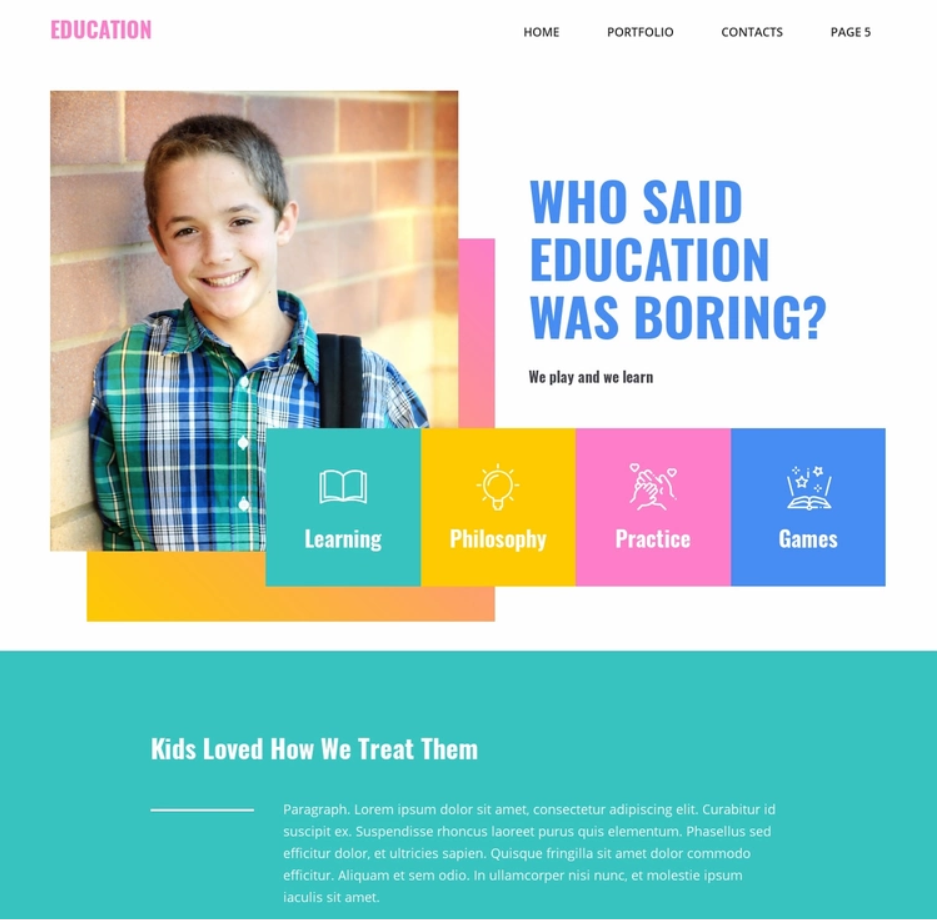 EDUCATION
HOME
PORTFOLIO
CONTACTS
PAGE 5
WHO SAID
EDUCATION
WAS BORING?
We play and we learn
Learning
Philosophy
Practice
Games
Kids Loved How We Treat Them
Paragraph. Lorem ipsum dolor sit amet, consectetur adipiscing elit. Curabitur id
suscipit ex. Suspendisse rhoncus laoreet purus quis elementum. Phasellus sed
efficitur dolor, et ultricies sapien. Quisque fringilla sit amet dolor commodo
efficitur. Aliquam et sem odio. In ullamcorper nisi nunc, et molestie ipsum
iaculis sit amet.